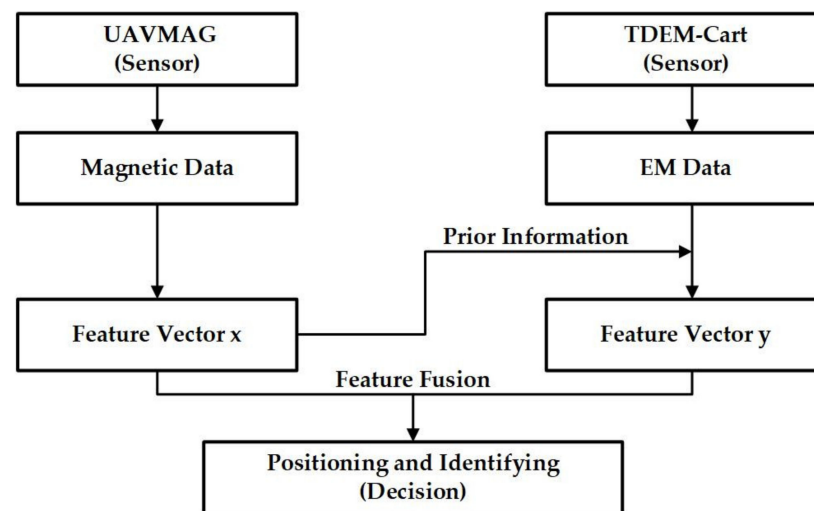 UAVMAG
(Sensor)
TDEM-Cart
(Sensor)
Magnetic Data
EM Data
Prior Information
Feature Vector x
Feature Vector y
Feature Fusion
Positioning and Identifying
(Decision)